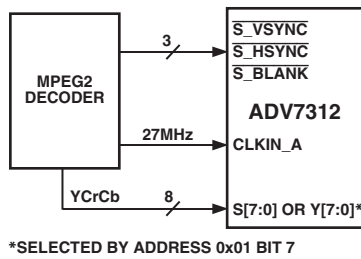 3
S_VSYNC
S_HSYNC
S_BLANK
MPEG2
DECODER
ADV7312
27MHz
CLKIN_A
YCrCb
8
S[7:0] OR Y[7:0]*
*SELECTED BY ADDRESS 0x01 BIT 7